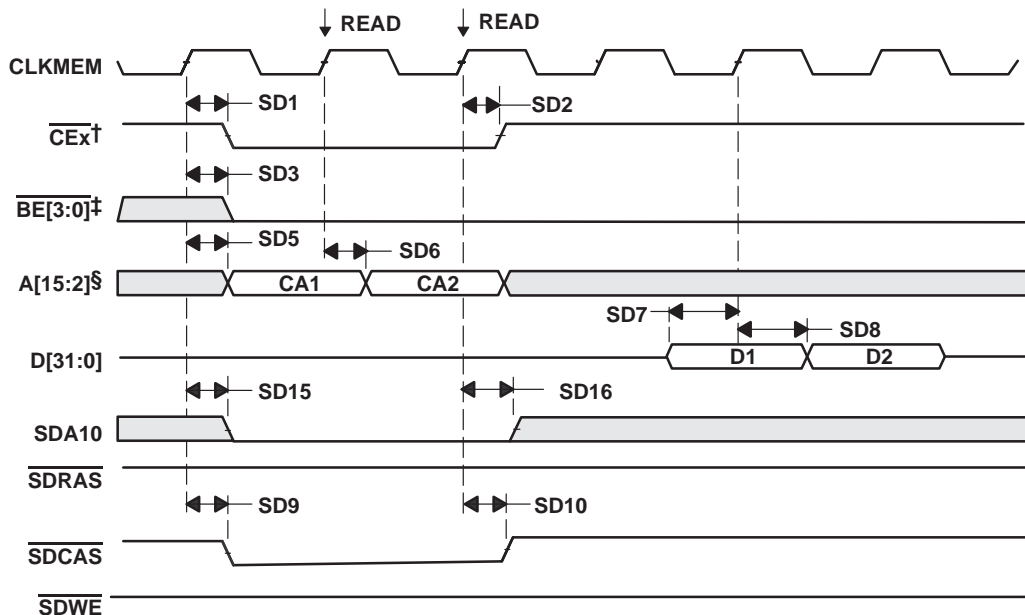 READ READ
CLKMEM
SD1 SD2
CEx†
SD3
BE[3:0]‡
SD5 SD6
A[15:2]§ CA1 CA2
SD7 SD8
D[31:0] D1 D2
SD15 SD16
SDA10
SDRAS
SD9 SD10
SDCAS
SDWE